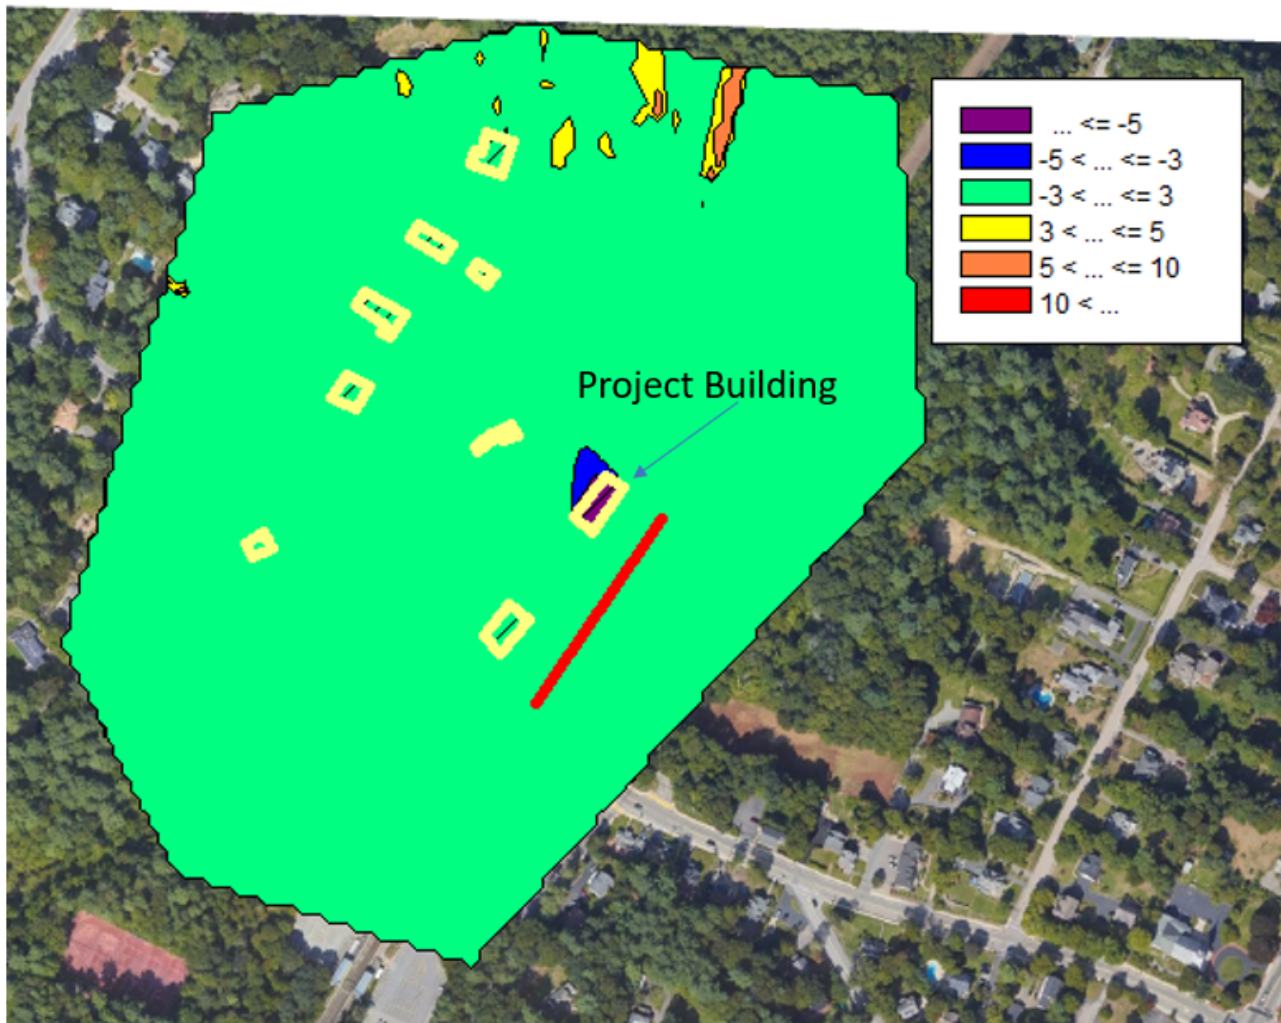 ... <= -5
-5 < ... <= -3
-3 < ... <= 3
3 < ... <= 5
5 < ... <= 10
10 < ...
Project Building